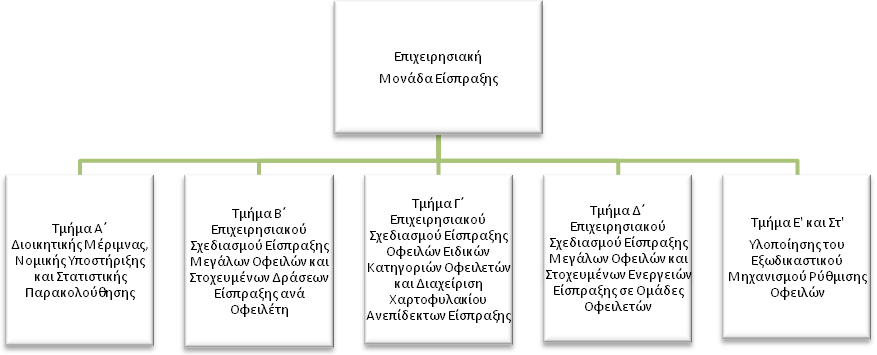 Επιχειρησιακή
Μονάδα Είσπραξης
Τμήμα Α΄
Διοικητικής Μέριμνας,
Νομικής Υποστήριξης
και Στατιστικής
Παρακολούθησης
Τμήμα Β΄
Επιχειρησιακού
Σχεδιασμού Είσπραξης
Μεγάλων Οφειλών και
Στοχευμένων Δράσεων
Είσπραξης ανά
Οφειλέτη
Τμήμα Γ΄
Επιχειρησιακού
Σχεδιασμού Είσπραξης
Οφειλών Ειδικών
Κατηγοριών Οφειλετών
και Διαχείριση
Χαρτοφυλακίου
Ανεπίδεκτων Είσπραξης
Τμήμα Δ΄
Επιχειρησιακού
Σχεδιασμού Είσπραξης
Μεγάλων Οφειλών και
Στοχευμένων Ενεργειών
Είσπραξης σε Ομάδες
Οφειλετών
Τμήμα Ε' και Στ'
Υλοποίησης του
Εξωδικαστικού
Μηχανισμού Ρύθμισης
Οφειλών